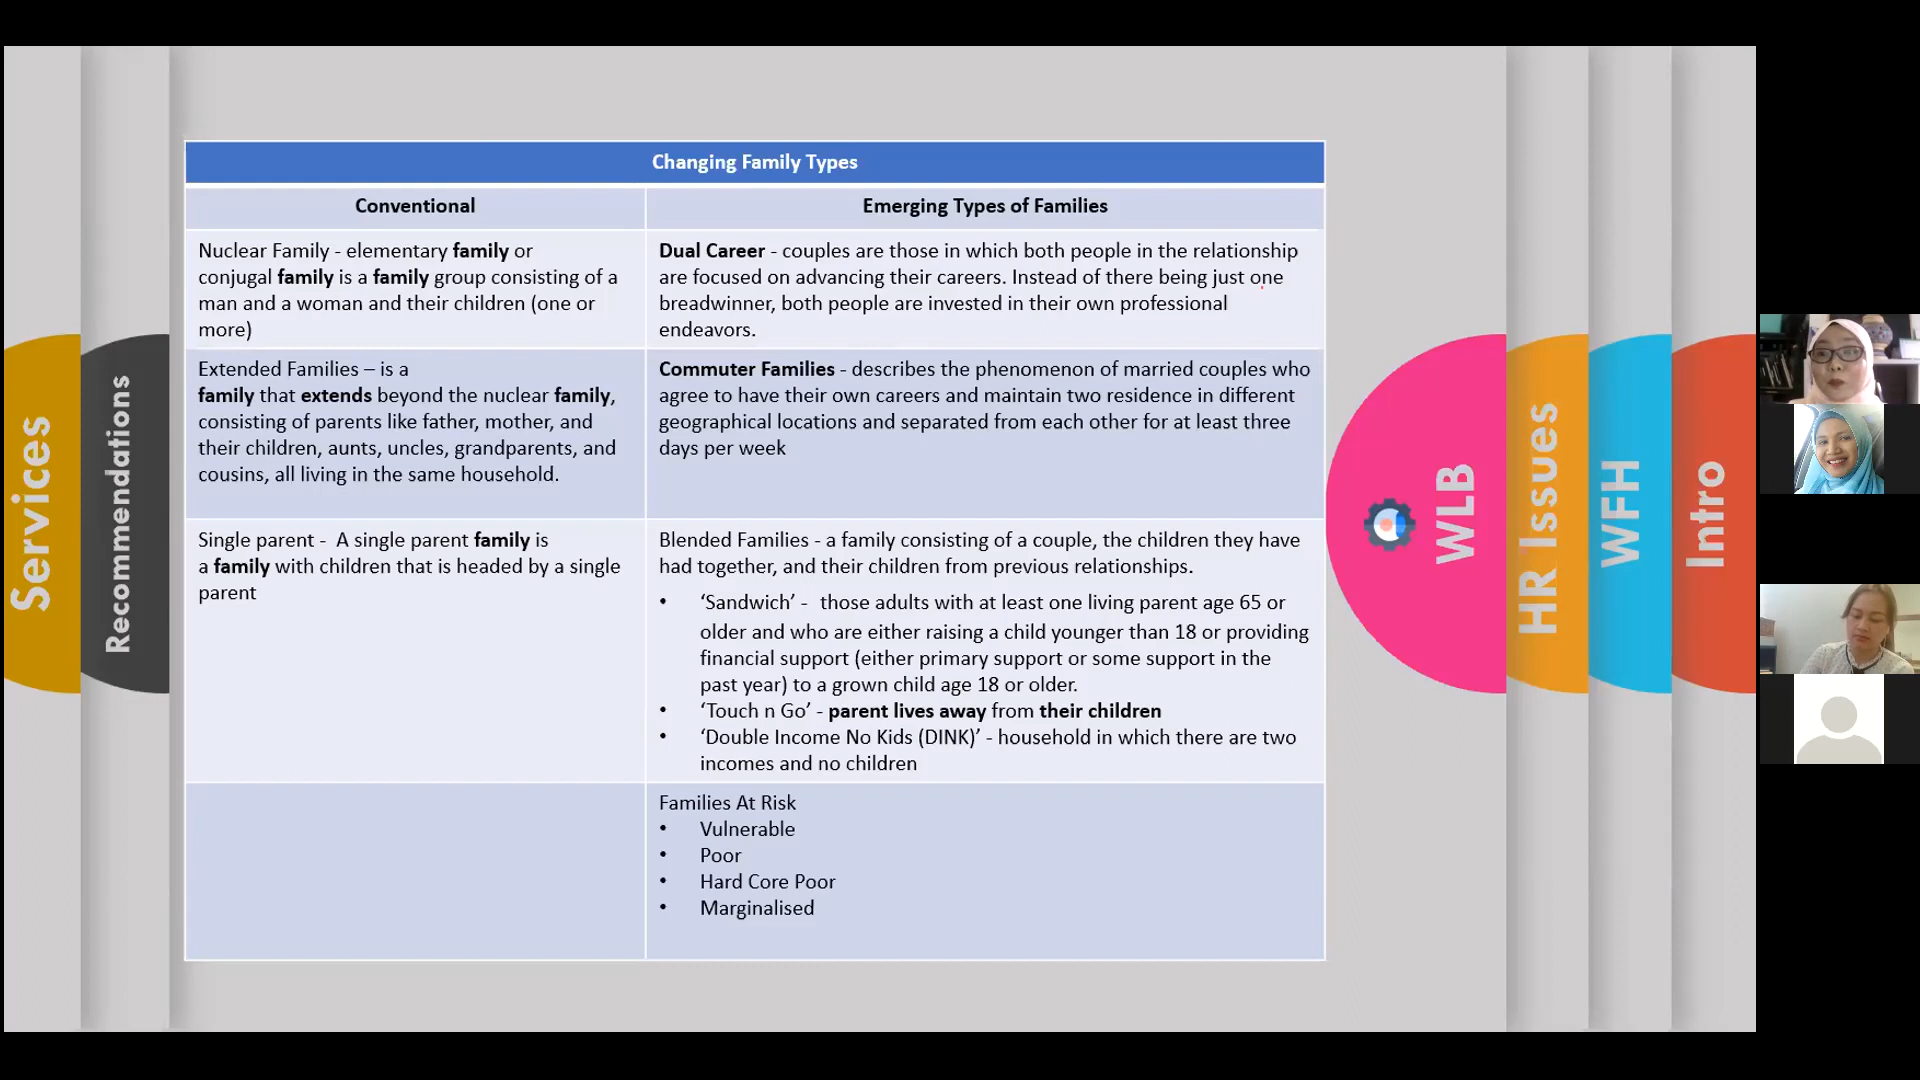 Services
Recommendations
Changing Family Types
Conventional
Emerging Types of Families
Nuclear Family - elementary family or
conjugal family is a family group consisting of a
man and a woman and their children (one or
more)
Dual Career - couples are those in which both people in the relationship
are focused on advancing their careers. Instead of there being just one
breadwinner, both people are invested in their own professional
endeavors.
Extended Families – is a
family that extends beyond the nuclear family,
consisting of parents like father, mother, and
their children, aunts, uncles, grandparents, and
cousins, all living in the same household.
Commuter Families - describes the phenomenon of married couples who
agree to have their own careers and maintain two residence in different
geographical locations and separated from each other for at least three
days per week
Single parent - A single parent family is
a family with children that is headed by a single
parent
Blended Families - a family consisting of a couple, the children they have
had together, and their children from previous relationships.
• ‘Sandwich’ - those adults with at least one living parent age 65 or
older and who are either raising a child younger than 18 or providing
financial support (either primary support or some support in the
past year) to a grown child age 18 or older.
• ‘Touch n Go’ - parent lives away from their children
• ‘Double Income No Kids (DINK)’ - household in which there are two
incomes and no children
Families At Risk
• Vulnerable
• Poor
• Hard Core Poor
• Marginalised
WLB
HR Issues
WFH
Intro